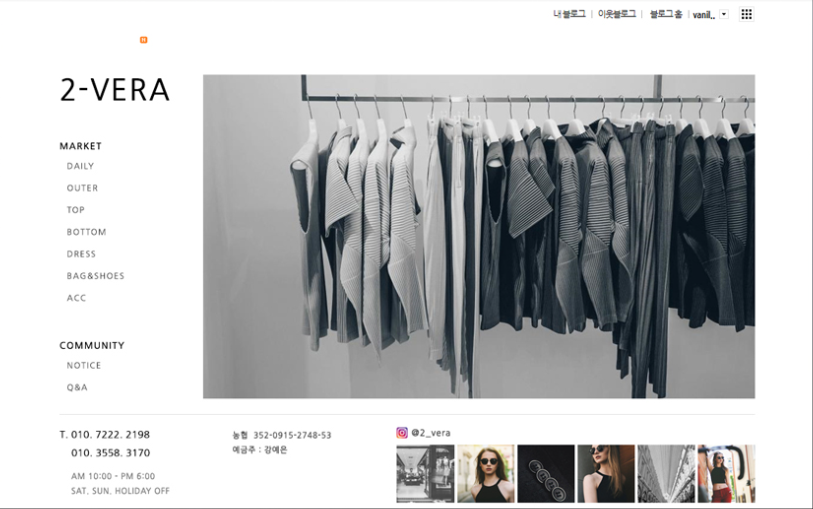 내 블로그 | 이웃블로그 | 블로그 홈 | vanil..
N
2-VERA
MARKET
DAILY
OUTER
TOP
BOTTOM
DRESS
BAG&SHOES
ACC
COMMUNITY
NOTICE
Q&A
T. 010. 7222. 2198
010. 3558. 3170
AM 10:00 - PM 6:00
SAT. SUN. HOLIDAY OFF
농협 352-0915-2748-53
예금주 : 강예은
@2_vera